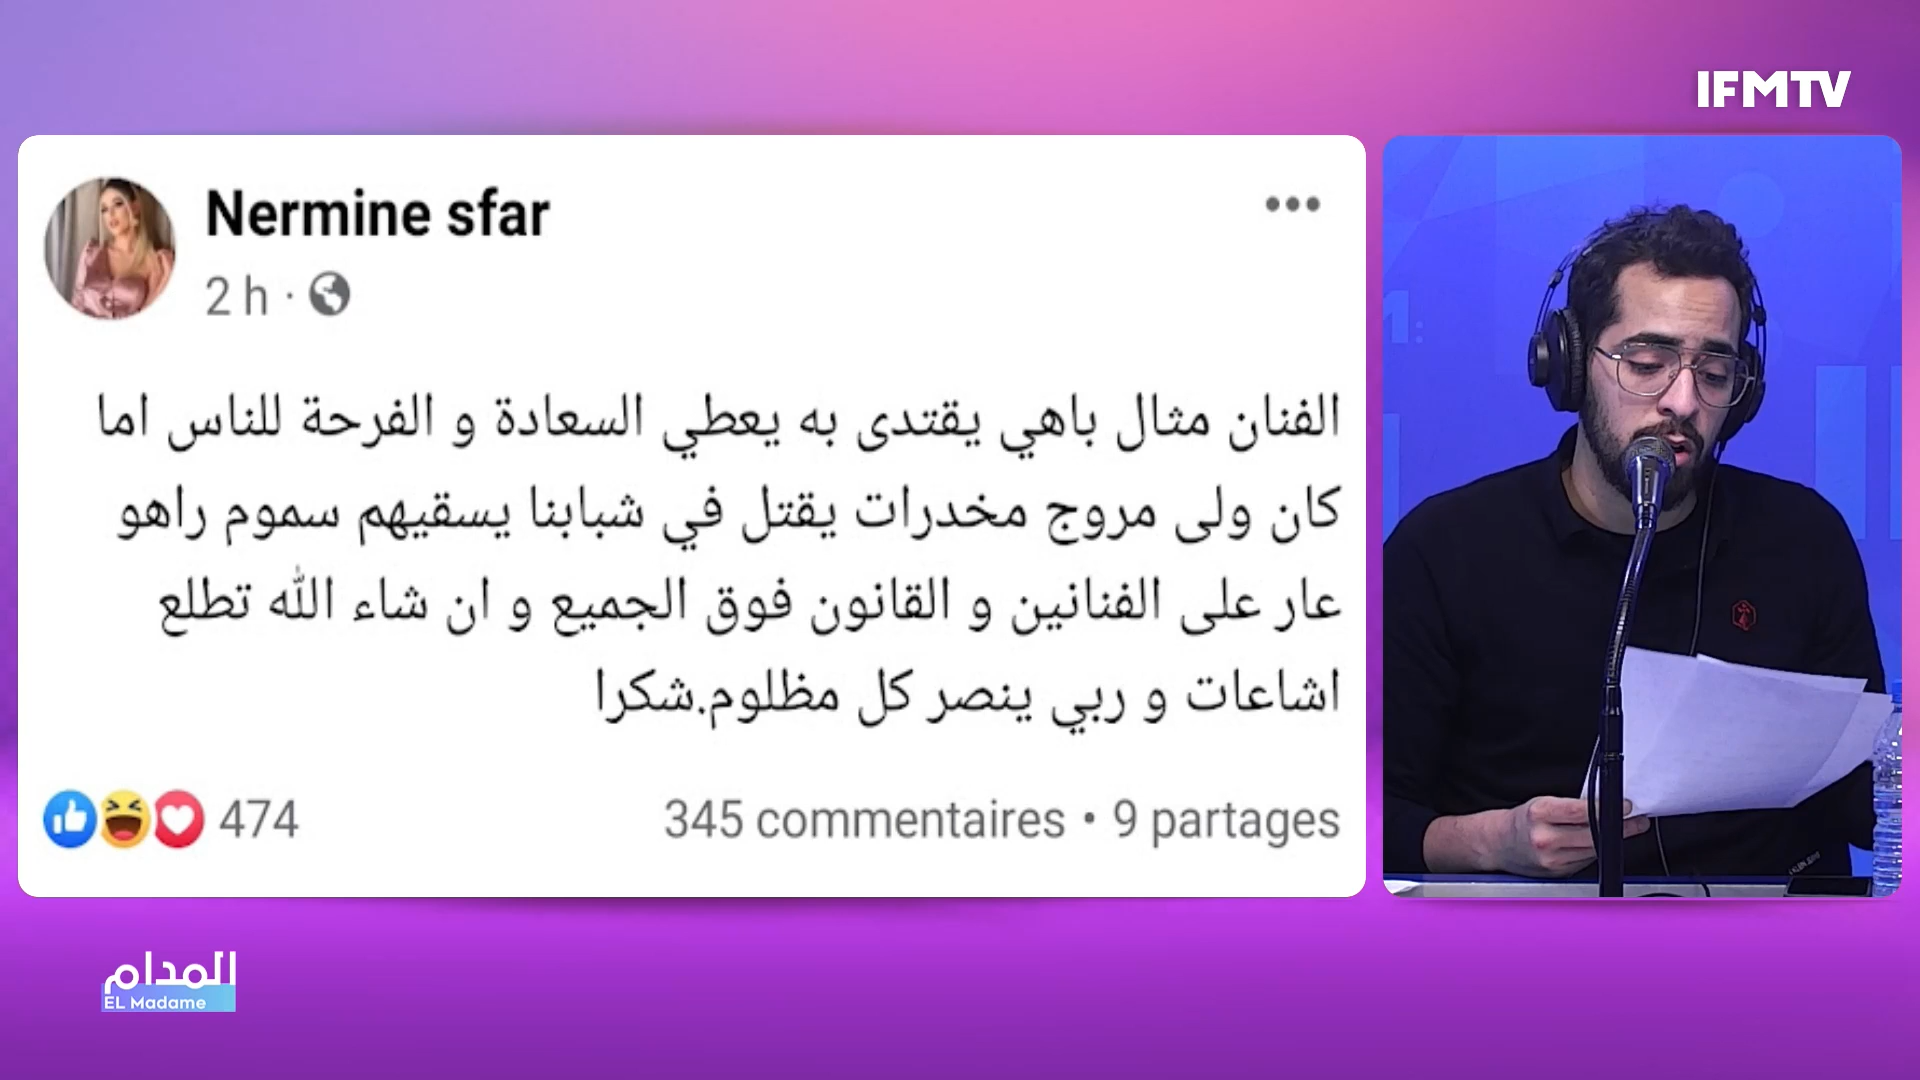 IFMTV
Nermine sfar
2 h ·
الفنان مثال باهي يقتدى به يعطي السعادة و الفرحة للناس اما
كان ولى مروج مخدرات يقتل في شبابنا يسقيهم سموم راهو
عار على الفنانين و القانون فوق الجميع و ان شاء الله تطلع
اشاعات و ربي ينصر كل مظلوم.شكرا
474
345 commentaires • 9 partages
المدام
EL Madame